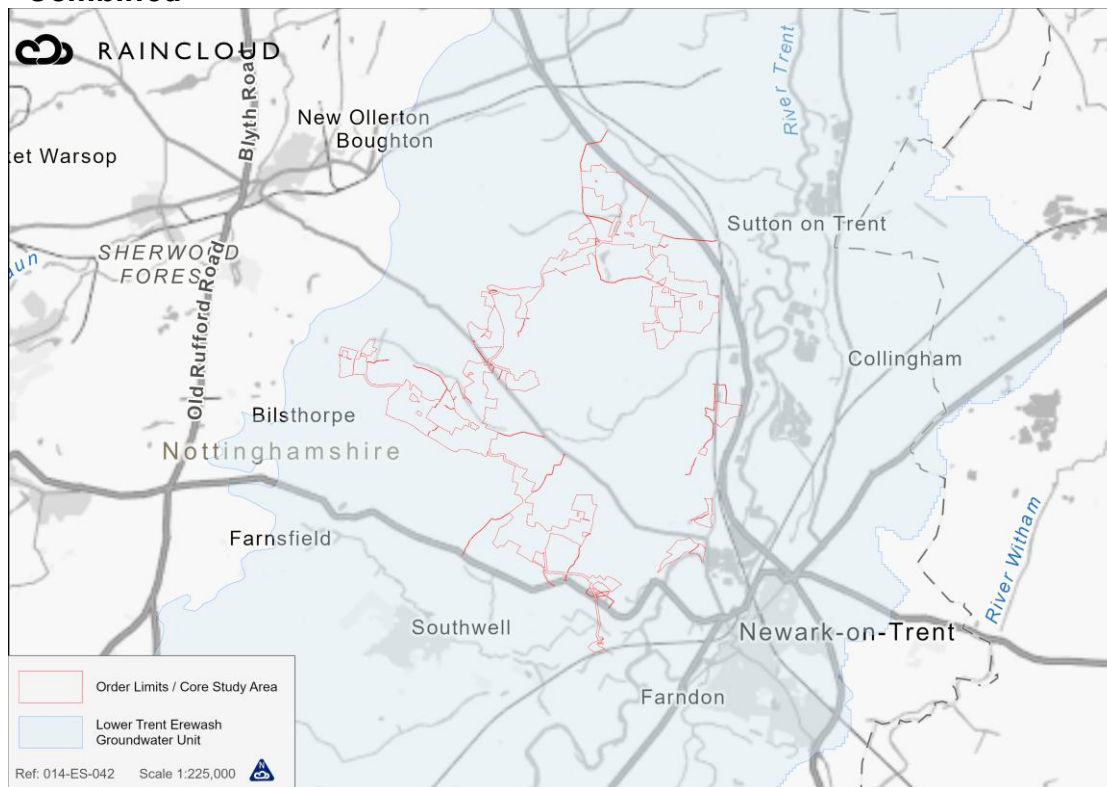 RAINCLOUD
Blyth Road
River Trent
New Ollerton
Boughton
ket Warsop
Sutton on Trent
SHERWOOD
FORES
aun
Old Rufford Road
Collingham
Bilsthorpe
Nottinghamshire
Farnsfield
River Witham
Southwell
Newark-on-Trent
Farndon
Order Limits / Core Study Area
Lower Trent Erewash
Groundwater Unit
Ref: 014-ES-042 Scale 1:225,000
N